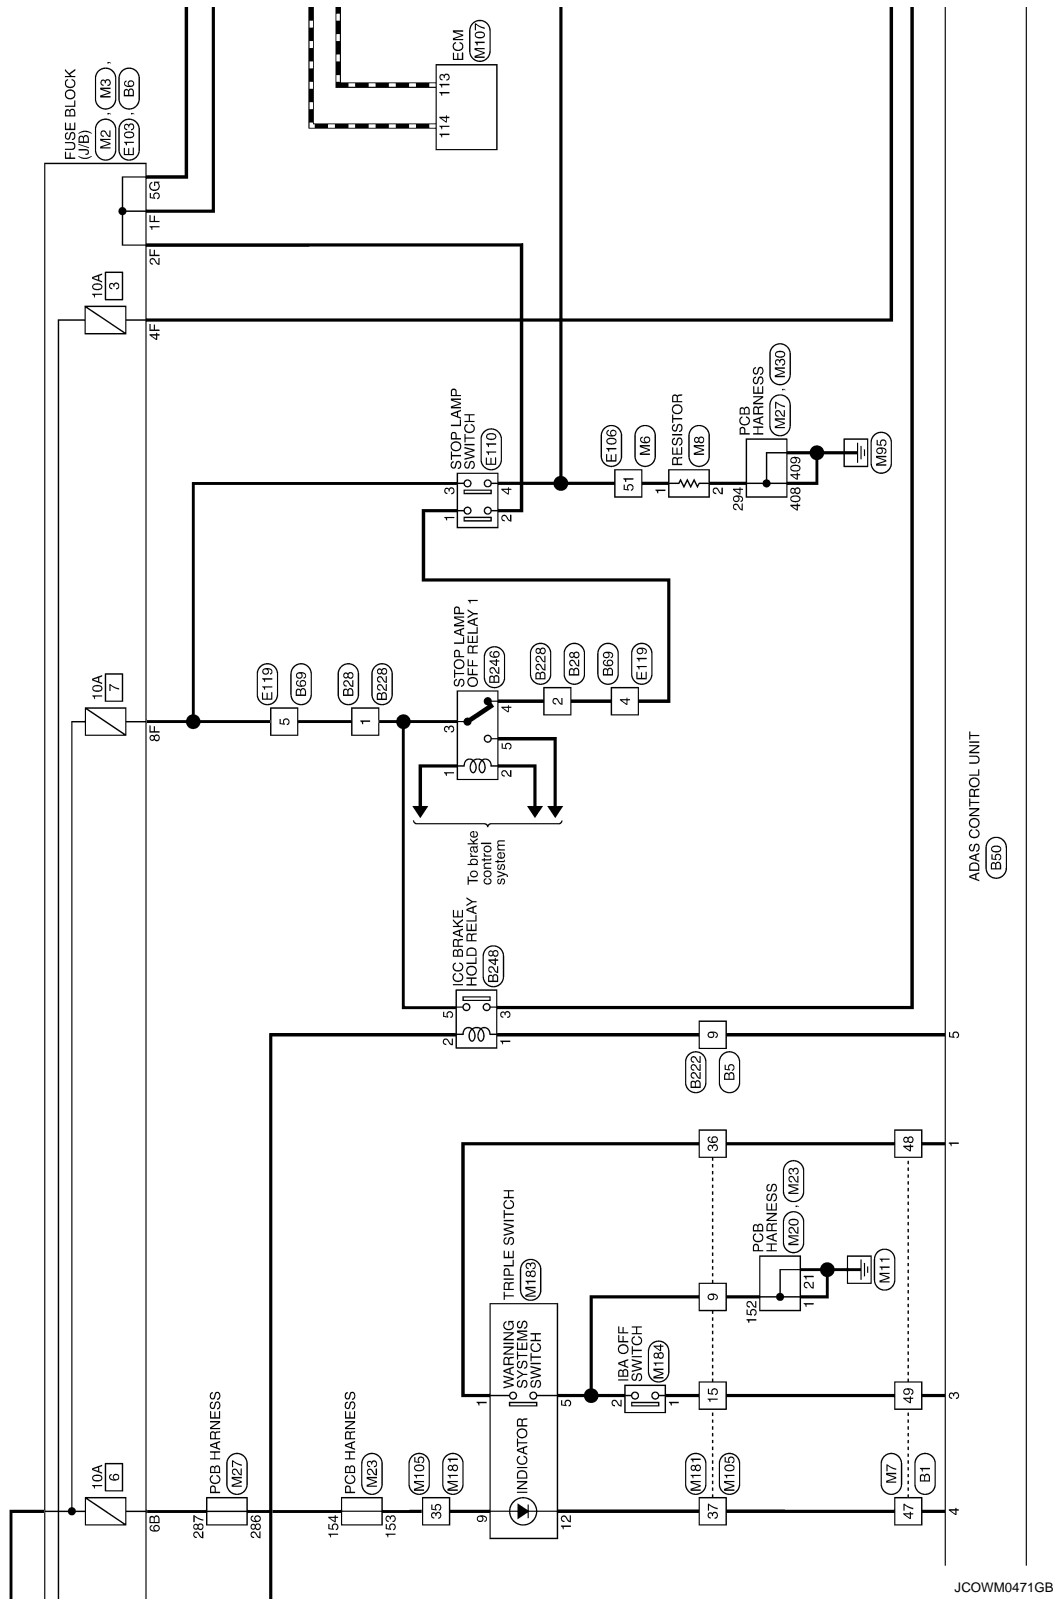 FUSE BLOCK
(J/B)
M2 , M3 ,
E103 , B6
5G
1F
2F
10A
3
4F
10A
7
8F
10A
6
6B
ECM
M107
113
114
STOP LAMP
SWITCH
E110
3
4
1
2
E106
M6
51
RESISTOR
M8
1
2
PCB
HARNESS
M27 , M30
294
409
408
M95
E119
B69
5
B28
B228
1
STOP LAMP
OFF RELAY 1
B246
3
4
5
1
2
B228
B28
2
B69
E119
4
To brake
control
system
ICC BRAKE
HOLD RELAY
B248
5
3
2
1
9
B222
B5
5
ADAS CONTROL UNIT
B50
36
48
1
PCB
HARNESS
M20 , M23
152
21
1
M11
9
TRIPLE SWITCH
M183
WARNING
SYSTEMS
SWITCH
1
5
IBA OFF
SWITCH
M184
2
1
15
49
3
INDICATOR
9
12
PCB HARNESS
M27
287
286
PCB HARNESS
M23
154
153
M105
M181
35
M181
M105
37
M7
B1
47
4
JCOWM0471GB